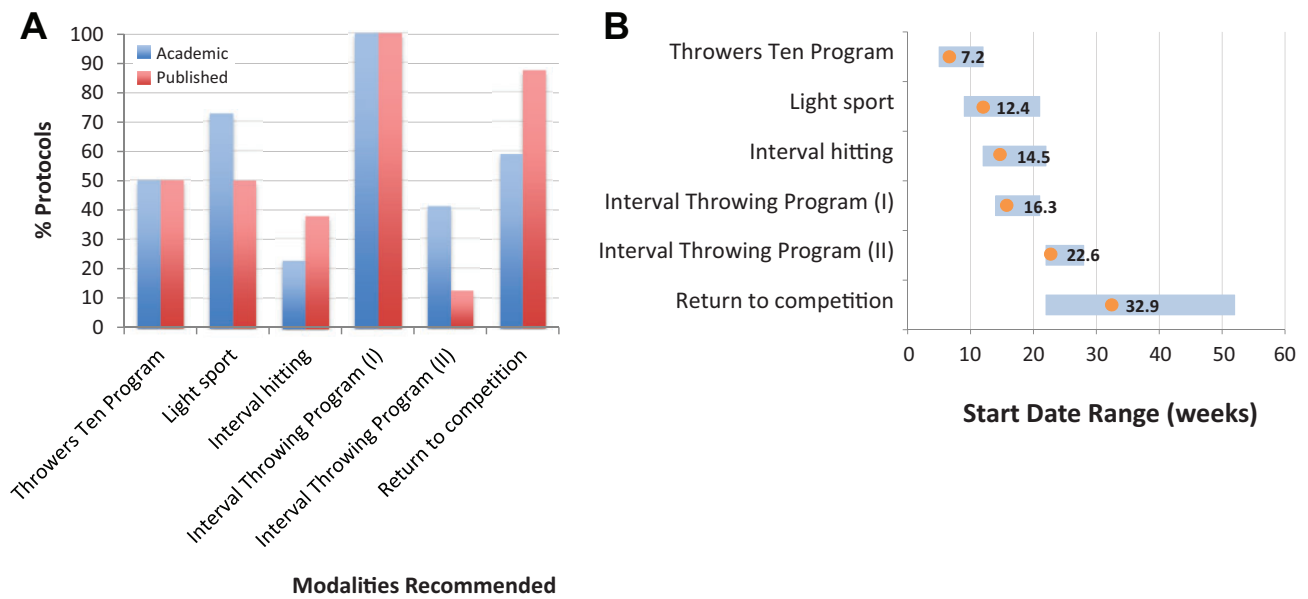 A
100
90
80
70
60
50
40
30
20
10
0
% Protocols
Academic
Published
Throwers Ten Program
Light sport
Interval hitting
Interval Throwing Program (I)
Interval Throwing Program (II)
Return to competition
Modalities Recommended
B
Throwers Ten Program
7.2
Light sport
12.4
Interval hitting
14.5
Interval Throwing Program (I)
16.3
Interval Throwing Program (II)
22.6
Return to competition
32.9
0 10 20 30 40 50 60
Start Date Range (weeks)